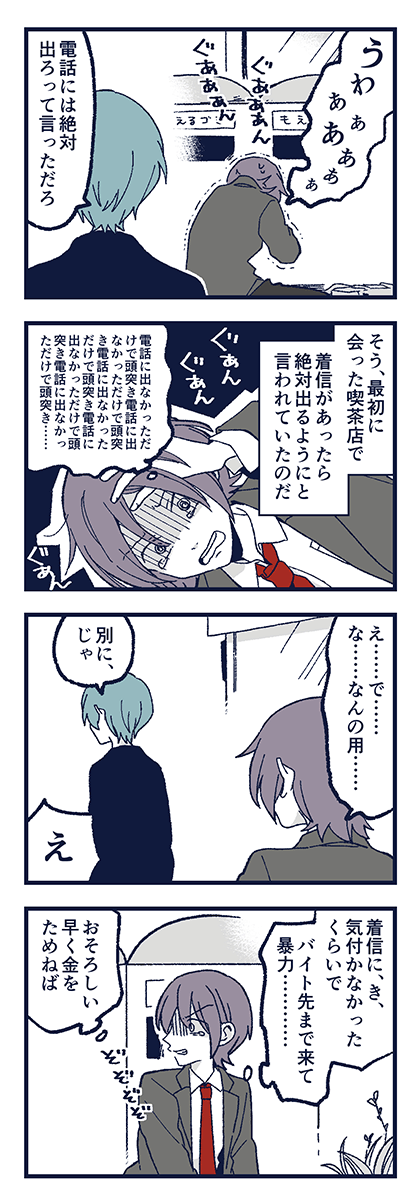 うわ
ぁ
ぁ
あ
ぁ
ぁ
ぁ
ぐぁぁぁん
ぐぁぁぁん
電話には絶対
出ろって言っただろ
そう、最初に
会った喫茶店で
着信があったら
絶対出るようにと
言われていたのだ
ぐぁん
ぐぁん
電話に出なかっただ
けで頭突き電話に出
なかっただけで頭突
き電話に出なかった
だけで頭突き電話に
出なかっただけで頭
突き電話に出なかっ
ただけで頭突き……
ぐぁん
え……で……
な……なんの用……
別に、
じゃ
え
着信に、き、
気付かなかった
くらいで
バイト先まで来て
暴力…………
おそろしい
早く金を
ためねば
ぞ
ぞ
ぞ
ぞ